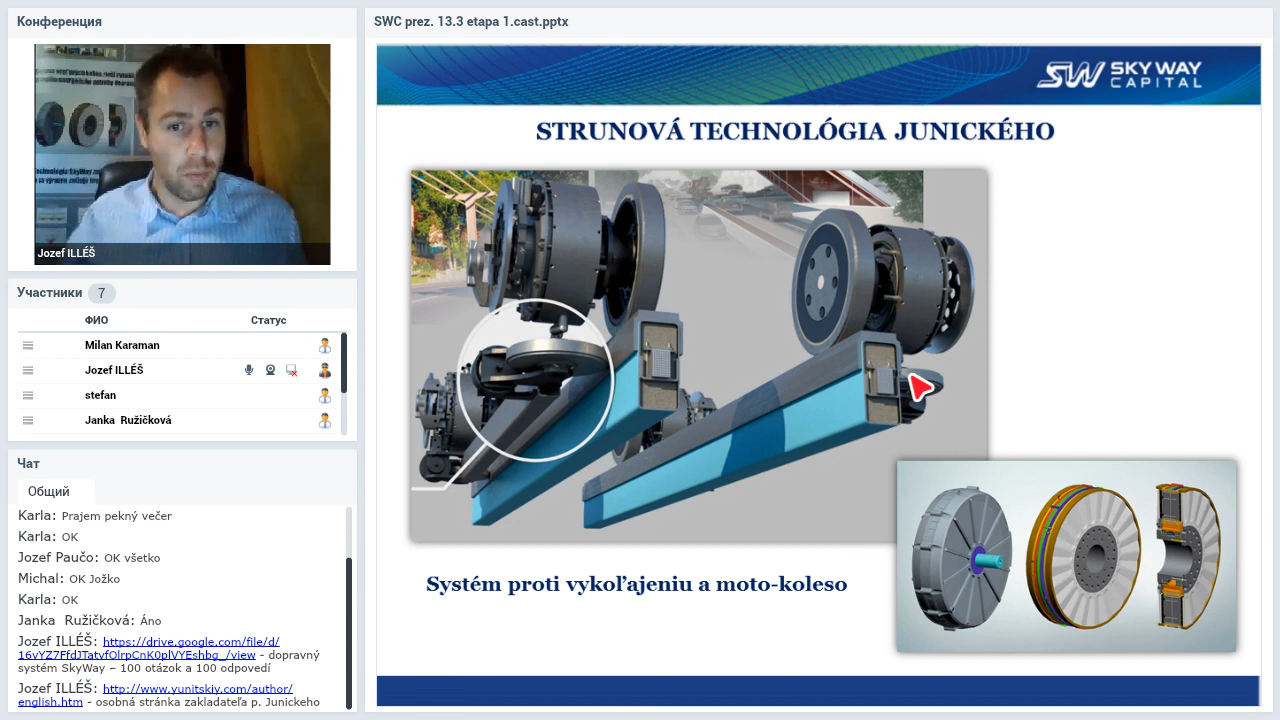 Конференция
Jozef ILLÉŠ
Участники 7
ФИО Статус
Milan Karaman
Jozef ILLÉŠ
stefan
Janka Ružičková
Чат
Общий
Karla: Prajem pekný večer
Karla: OK
Jozef Paučo: OK všetko
Michal: OK Jožko
Karla: OK
Janka Ružičková: Áno
Jozef ILLÉŠ: https://drive.google.com/file/d/
16vYZ7FfdJTatvfOlrpCnK0plVYEshbg_/view - dopravný
systém SkyWay – 100 otázok a 100 odpovedí
Jozef ILLÉŠ: http://www.yunitskiy.com/author/
english.htm - osobná stránka zakladateľa p. Junickeho
SWC prez. 13.3 etapa 1.cast.pptx
SW SKY WAY
CAPITAL
STRUNOVÁ TECHNOLÓGIA JUNICKÉHO
Systém proti vykoľajeniu a moto-koleso